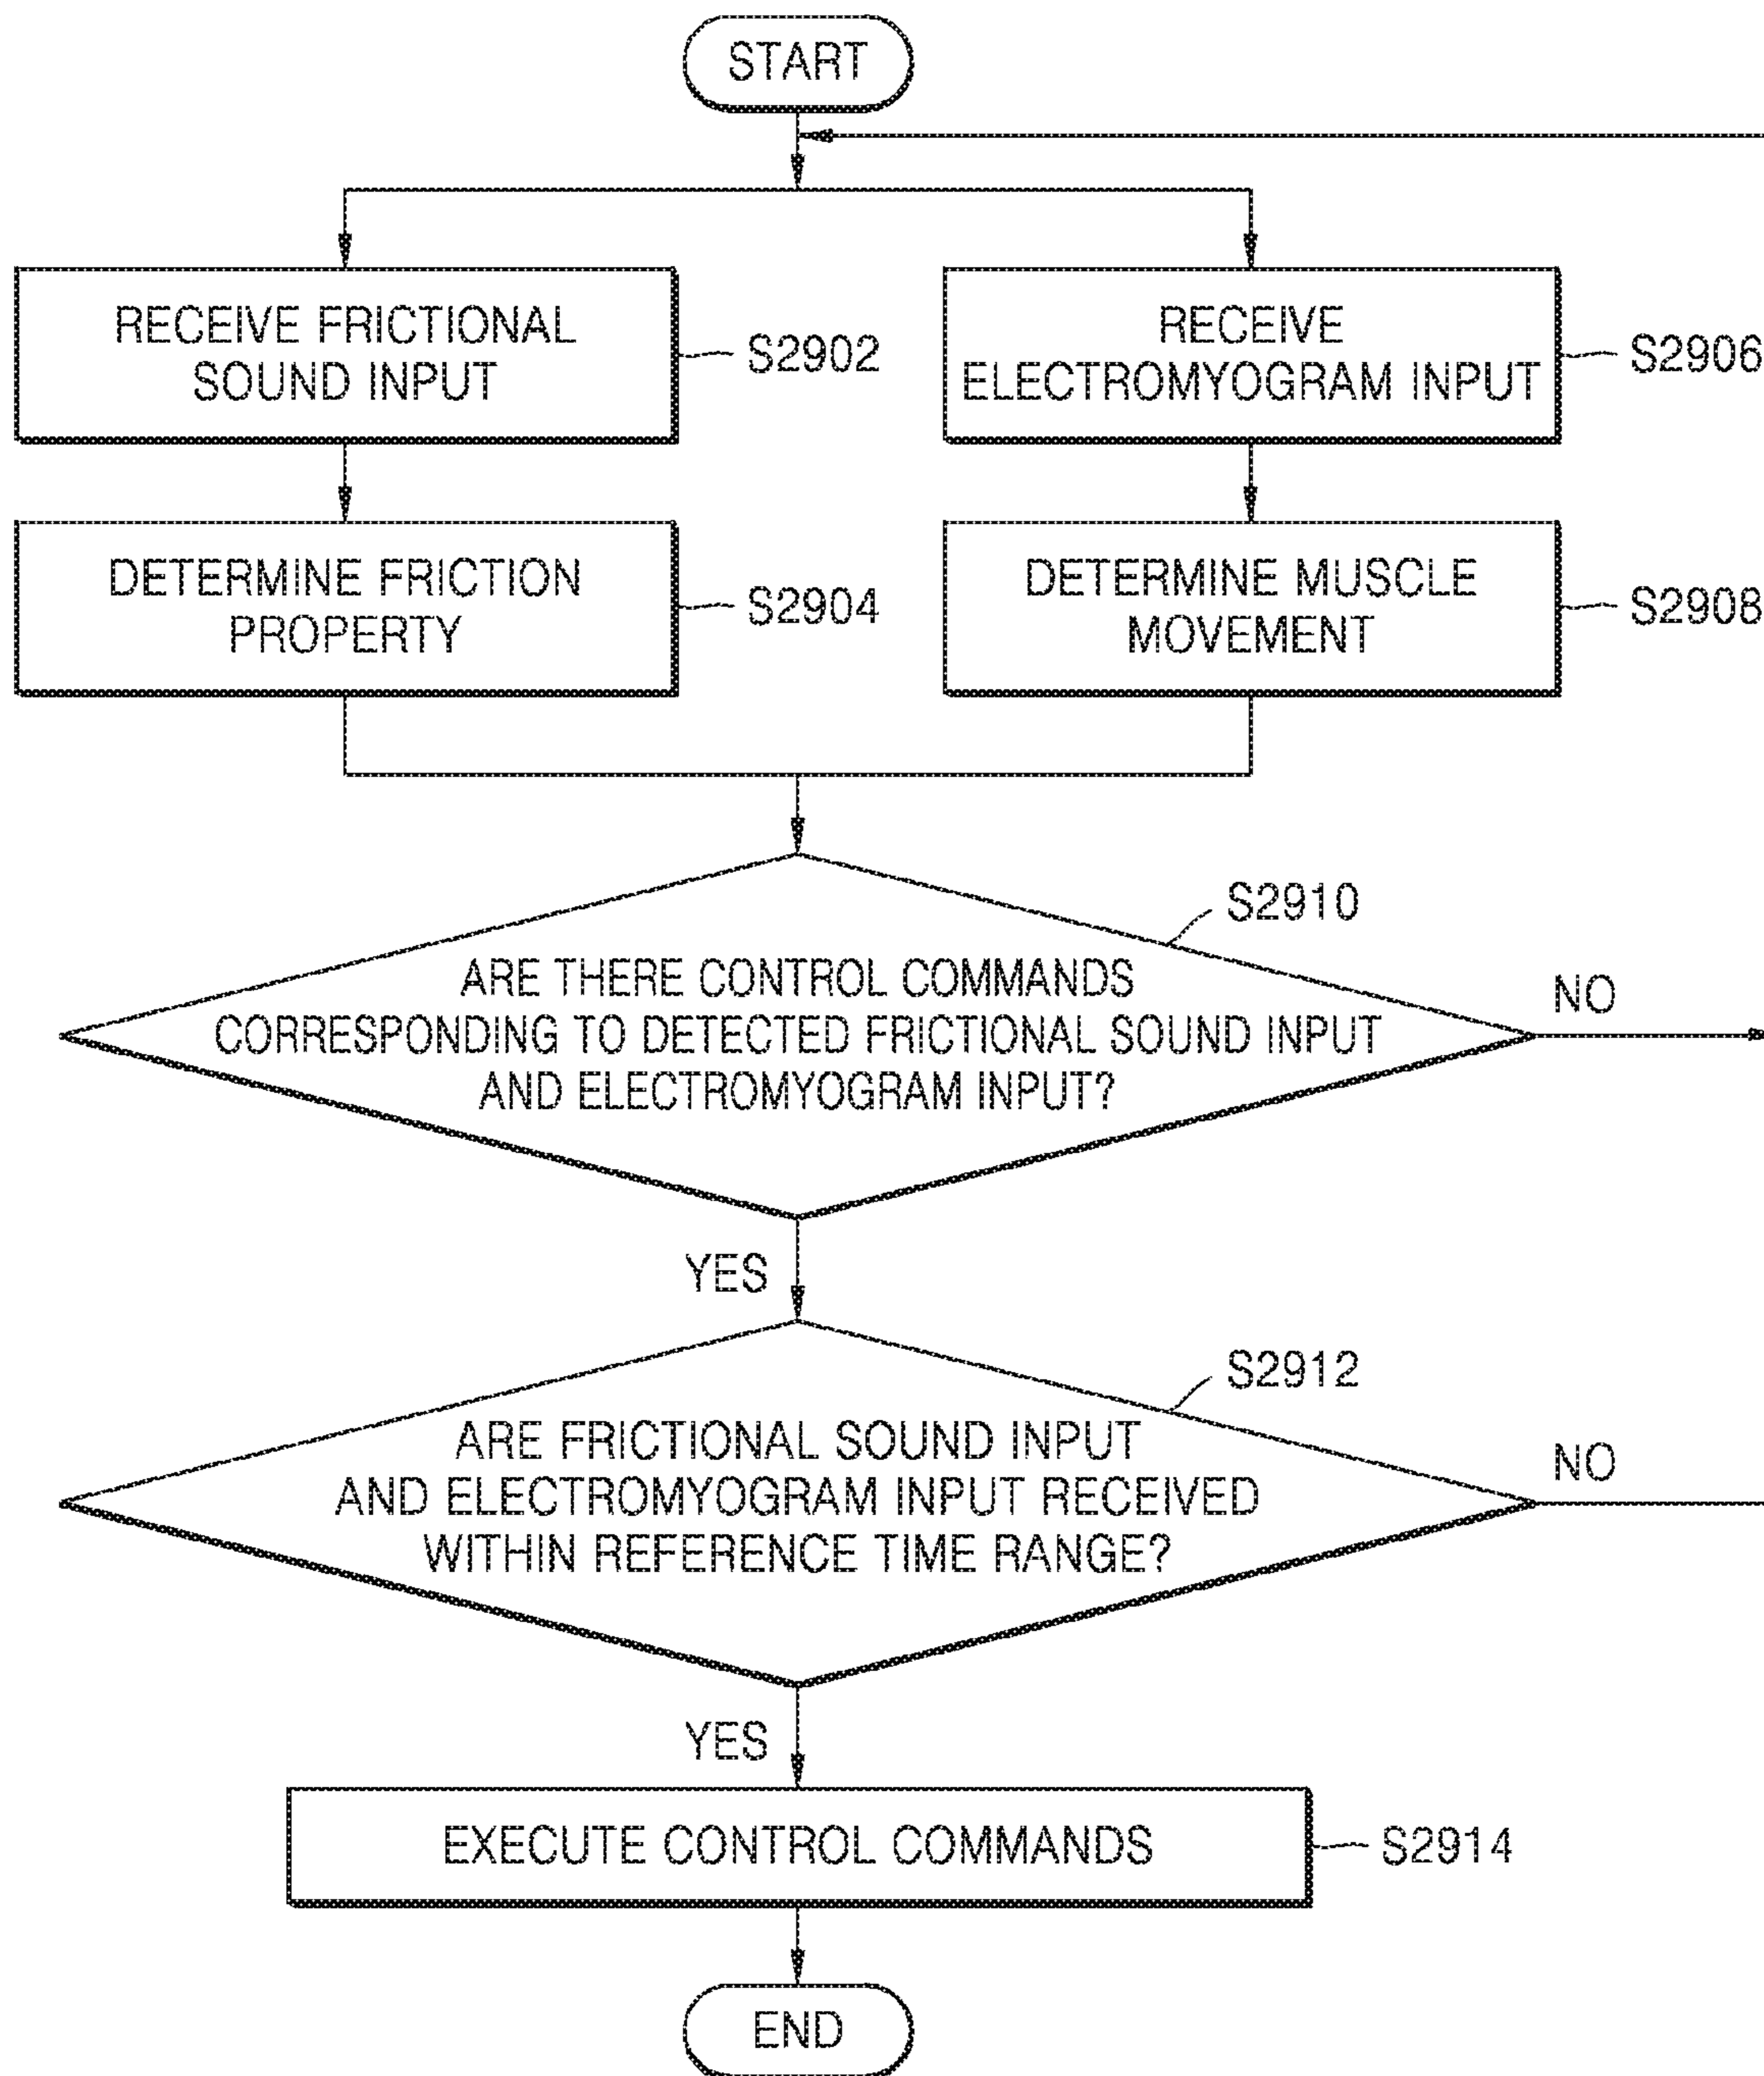 START
RECEIVE FRICTIONAL
SOUND INPUT
S2902
RECEIVE
ELECTROMYOGRAM INPUT
S2906
DETERMINE FRICTION
PROPERTY
S2904
DETERMINE MUSCLE
MOVEMENT
S2908
S2910
ARE THERE CONTROL COMMANDS
CORRESPONDING TO DETECTED FRICTIONAL SOUND INPUT
AND ELECTROMYOGRAM INPUT?
NO
YES
S2912
ARE FRICTIONAL SOUND INPUT
AND ELECTROMYOGRAM INPUT RECEIVED
WITHIN REFERENCE TIME RANGE?
NO
YES
EXECUTE CONTROL COMMANDS
S2914
END